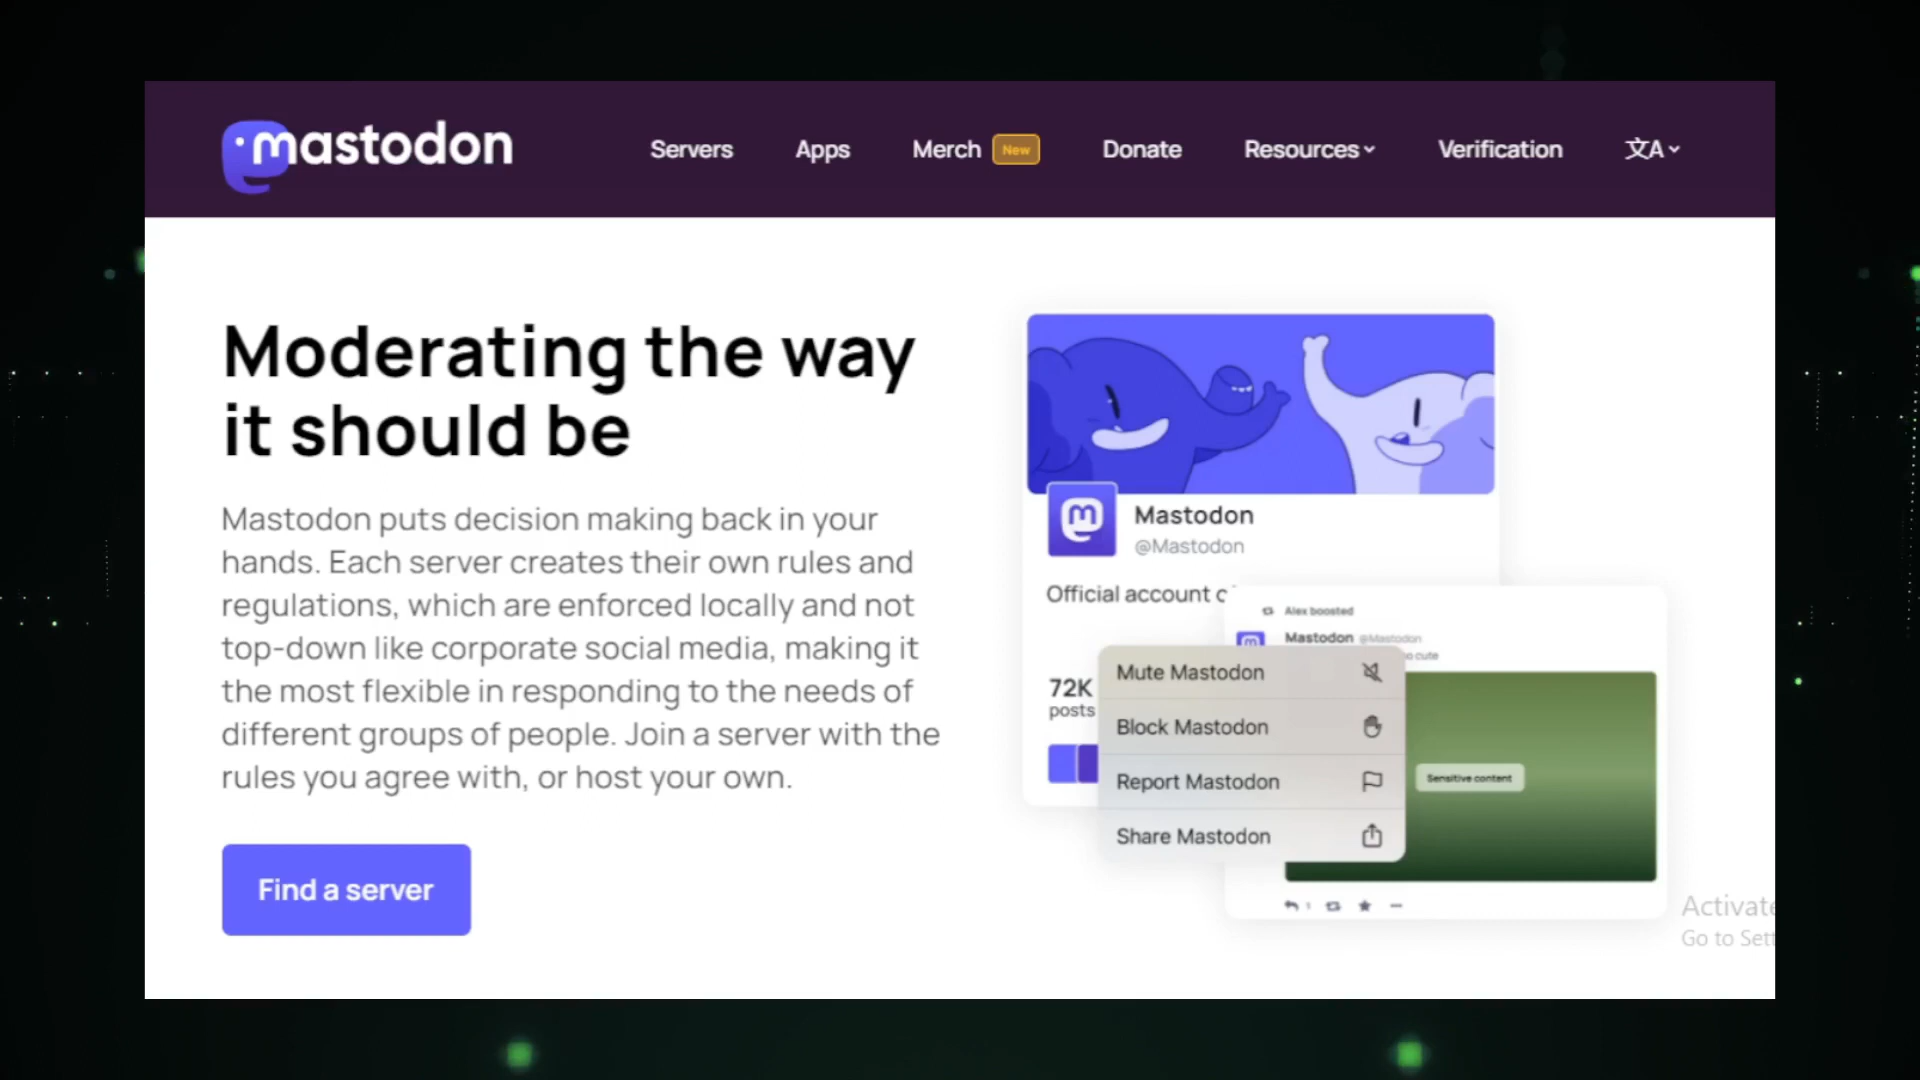 mastodon
Servers
Apps
Merch New
Donate
Resources
Verification
文A
Moderating the way
it should be
Mastodon puts decision making back in your
hands. Each server creates their own rules and
regulations, which are enforced locally and not
top-down like corporate social media, making it
the most flexible in responding to the needs of
different groups of people. Join a server with the
rules you agree with, or host your own.
Find a server
Mastodon
@Mastodon
Official account
72K
posts
Alex boosted
Mastodon @Mastodon
cute
Mute Mastodon
Block Mastodon
Report Mastodon
Share Mastodon
Sensitive content
1
Activate
Go to Sett